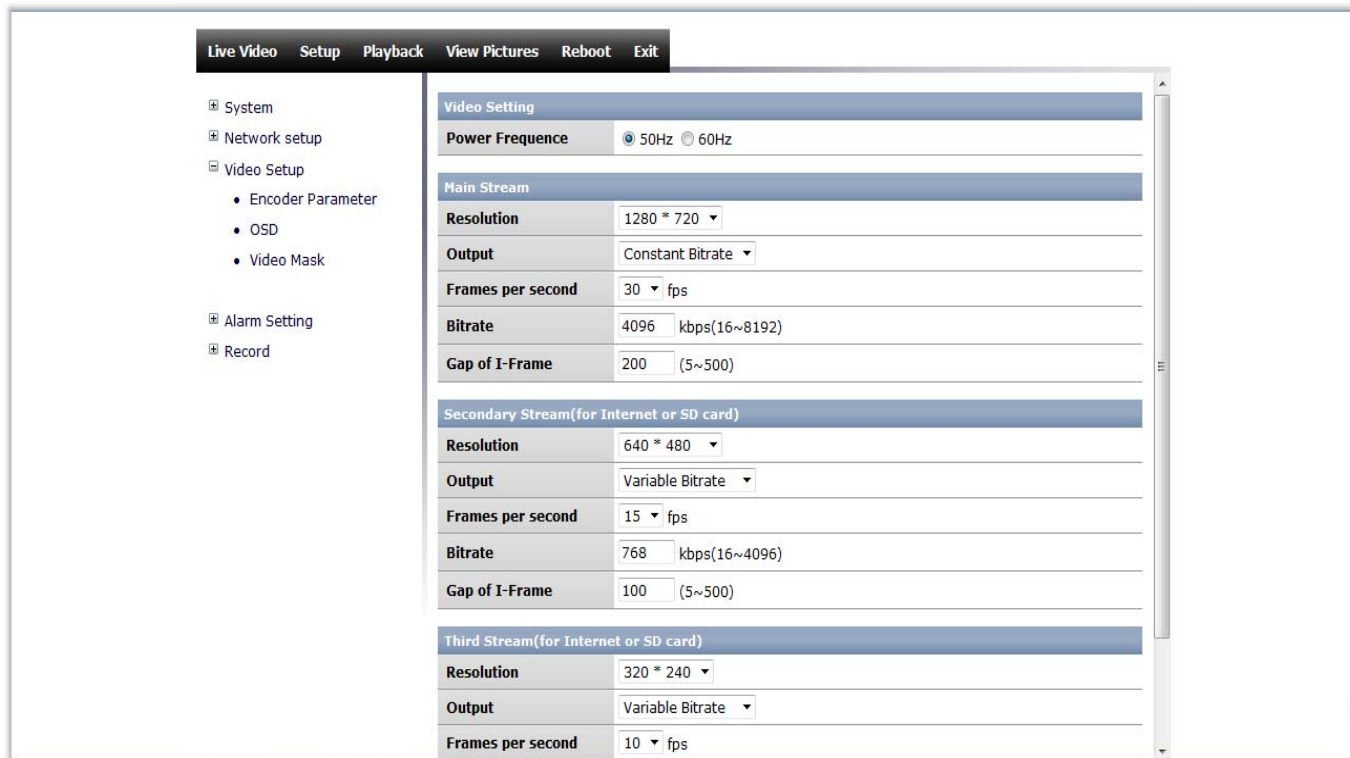 Live Video Setup Playback View Pictures Reboot Exit
System
Network setup
Video Setup
Encoder Parameter
OSD
Video Mask
Alarm Setting
Record
Video Setting
Power Frequence 50Hz 60Hz
Main Stream
Resolution 1280 * 720
Output Constant Bitrate
Frames per second 30 fps
Bitrate 4096 kbps(16~8192)
Gap of I-Frame 200 (5~500)
Secondary Stream(for Internet or SD card)
Resolution 640 * 480
Output Variable Bitrate
Frames per second 15 fps
Bitrate 768 kbps(16~4096)
Gap of I-Frame 100 (5~500)
Third Stream(for Internet or SD card)
Resolution 320 * 240
Output Variable Bitrate
Frames per second 10 fps